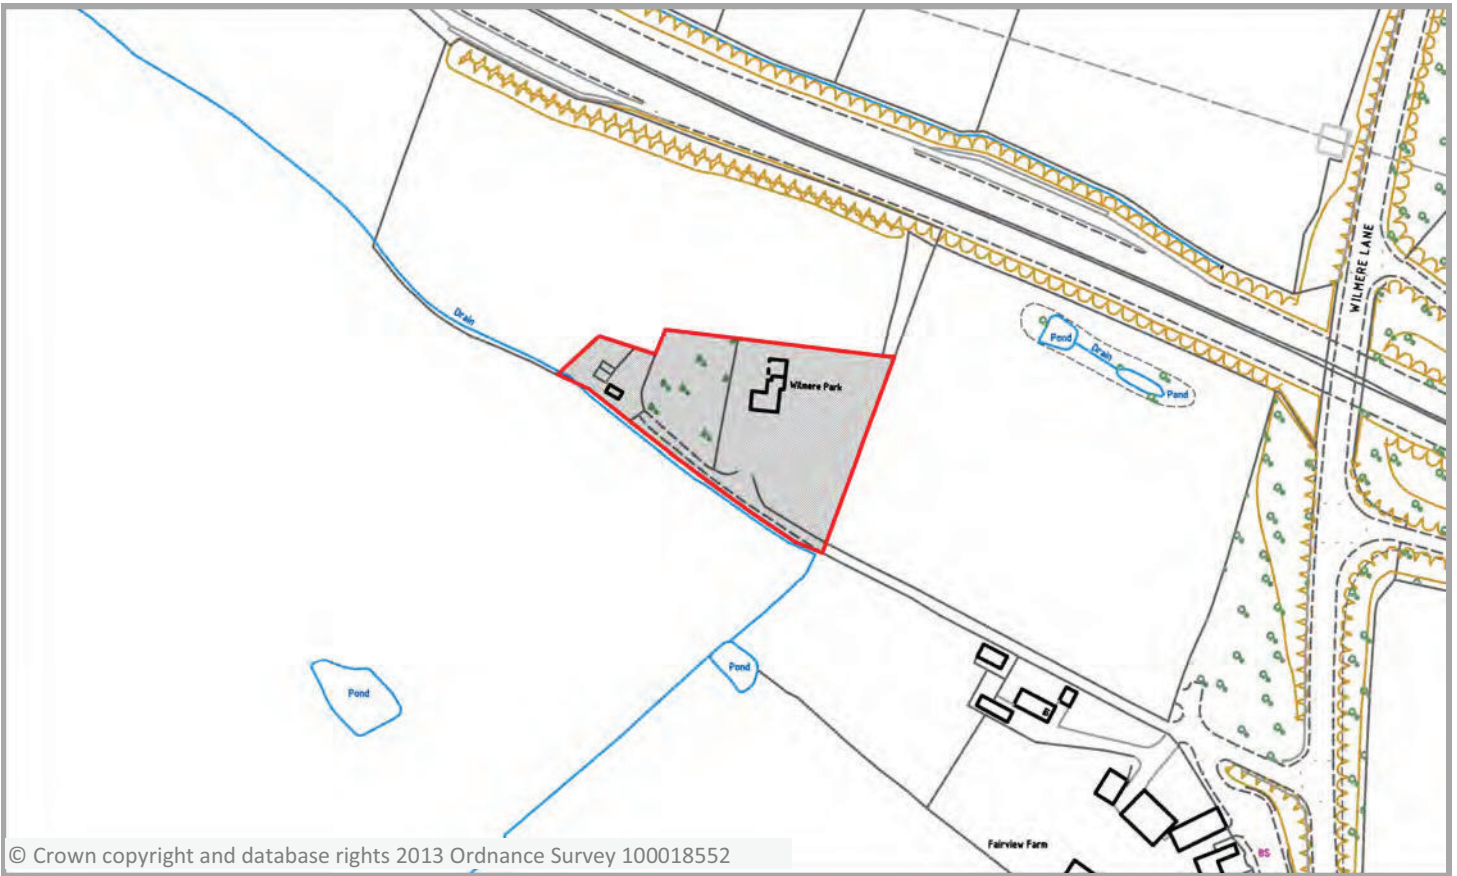 WILMERE LANE
Drain
Pond
Drain
Pond
Wilmere Park
Pond
Pond
El
Fairview Farm
BS
© Crown copyright and database rights 2013 Ordnance Survey 100018552